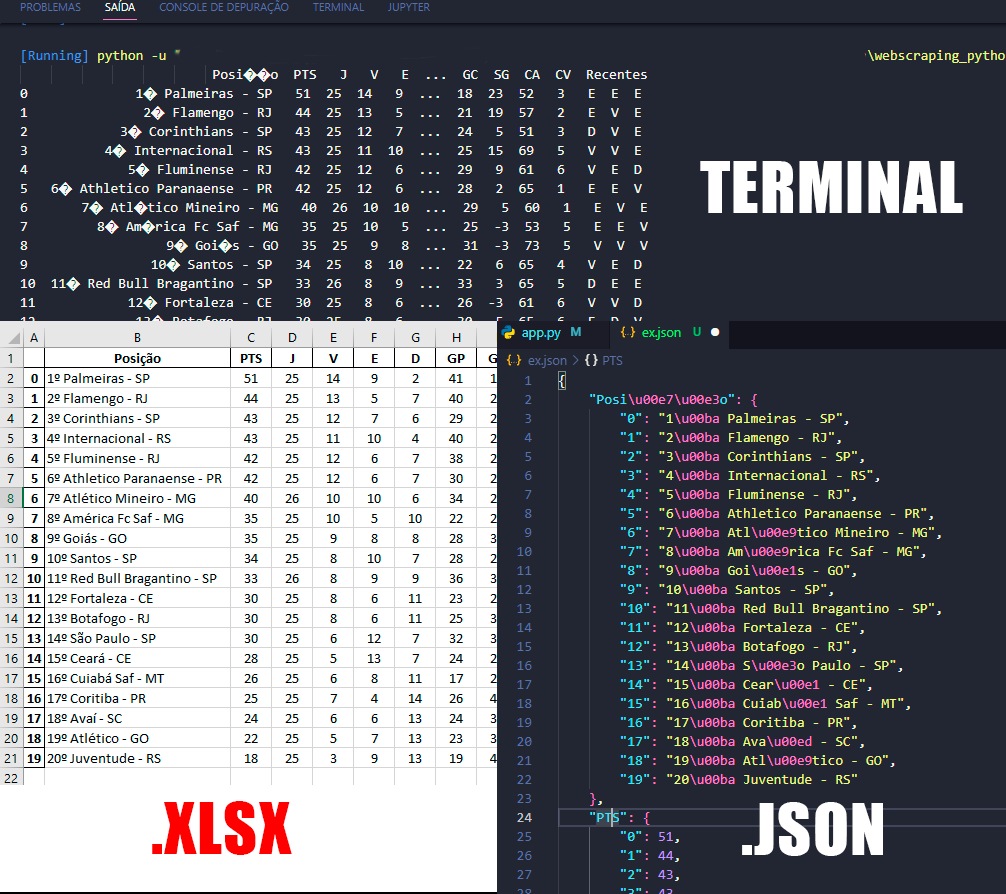 PROBLEMAS SAÍDA CONSOLE DE DEPURAÇÃO TERMINAL JUPYTER
[Running] python -u " \webscraping_pytho
Posi��o PTS J V E ... GC SG CA CV Recentes
0 1� Palmeiras - SP 51 25 14 9 ... 18 23 52 3 E E E
1 2� Flamengo - RJ 44 25 13 5 ... 21 19 57 2 E V E
2 3� Corinthians - SP 43 25 12 7 ... 24 5 51 3 D V E
3 4� Internacional - RS 43 25 11 10 ... 25 15 69 5 V V E
4 5� Fluminense - RJ 42 25 12 6 ... 29 9 61 6 V E D
5 6� Athletico Paranaense - PR 42 25 12 6 ... 28 2 65 1 E E V
6 7� Atl�tico Mineiro - MG 40 26 10 10 ... 29 5 60 1 E V E
7 8� Am�rica Fc Saf - MG 35 25 10 5 ... 25 -3 53 5 E E V
8 9� Goi�s - GO 35 25 9 8 ... 31 -3 73 5 V V V
9 10� Santos - SP 34 25 8 10 ... 22 6 65 4 V E D
10 11� Red Bull Bragantino - SP 33 26 8 9 ... 33 3 65 5 D E E
11 12� Fortaleza - CE 30 25 8 6 ... 26 -3 61 6 V V D
TERMINAL
A B C D E F G H
1 Posição PTS J V E D GP G
2 0 1º Palmeiras - SP 51 25 14 9 2 41 1
3 1 2º Flamengo - RJ 44 25 13 5 7 40 2
4 2 3º Corinthians - SP 43 25 12 7 6 29 2
5 3 4º Internacional - RS 43 25 11 10 4 40 2
6 4 5º Fluminense - RJ 42 25 12 6 7 38 2
7 5 6º Athletico Paranaense - PR 42 25 12 6 7 30 2
8 6 7º Atlético Mineiro - MG 40 26 10 10 6 34 2
9 7 8º América Fc Saf - MG 35 25 10 5 10 22 2
10 8 9º Goiás - GO 35 25 9 8 8 28 3
11 9 10º Santos - SP 34 25 8 10 7 28 2
12 10 11º Red Bull Bragantino - SP 33 26 8 9 9 36 3
13 11 12º Fortaleza - CE 30 25 8 6 11 23 2
14 12 13º Botafogo - RJ 30 25 8 6 11 25 3
15 13 14º São Paulo - SP 30 25 6 12 7 32 3
16 14 15º Ceará - CE 28 25 5 13 7 24 2
17 15 16º Cuiabá Saf - MT 26 25 6 8 11 17 2
18 16 17º Coritiba - PR 25 25 7 4 14 26 4
19 17 18º Avaí - SC 24 25 6 6 13 24 3
20 18 19º Atlético - GO 22 25 5 7 13 23 3
21 19 20º Juventude - RS 18 25 3 9 13 19 4
22
.XLSX
app.py M {..} ex.json U
{..} ex.json > {} PTS
1 {
2 "Posi\u00e7\u00e3o": {
3 "0": "1\u00ba Palmeiras - SP",
4 "1": "2\u00ba Flamengo - RJ",
5 "2": "3\u00ba Corinthians - SP",
6 "3": "4\u00ba Internacional - RS",
7 "4": "5\u00ba Fluminense - RJ",
8 "5": "6\u00ba Athletico Paranaense - PR",
9 "6": "7\u00ba Atl\u00e9tico Mineiro - MG",
10 "7": "8\u00ba Am\u00e9rica Fc Saf - MG",
11 "8": "9\u00ba Goi\u00e1s - GO",
12 "9": "10\u00ba Santos - SP",
13 "10": "11\u00ba Red Bull Bragantino - SP",
14 "11": "12\u00ba Fortaleza - CE",
15 "12": "13\u00ba Botafogo - RJ",
16 "13": "14\u00ba S\u00e3o Paulo - SP",
17 "14": "15\u00ba Cear\u00e1 - CE",
18 "15": "16\u00ba Cuiab\u00e1 Saf - MT",
19 "16": "17\u00ba Coritiba - PR",
20 "17": "18\u00ba Ava\u00ed - SC",
21 "18": "19\u00ba Atl\u00e9tico - GO",
22 "19": "20\u00ba Juventude - RS"
23 },
24 "PTS": {
25 "0": 51,
26 "1": 44,
27 "2": 43,
.JSON